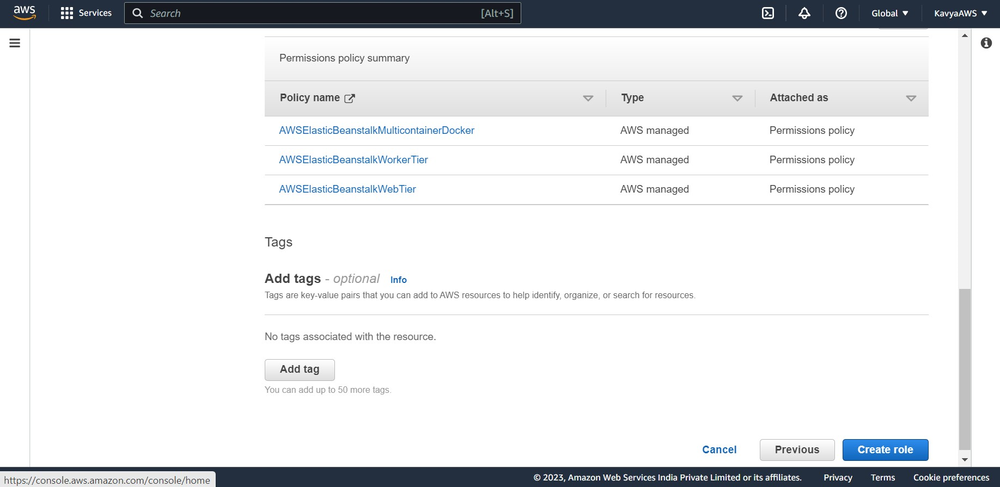 aws Services Search [Alt+S] Global KavyaAWS
Permissions policy summary
Policy name Type Attached as
AWSElasticBeanstalkMulticontainerDocker AWS managed Permissions policy
AWSElasticBeanstalkWorkerTier AWS managed Permissions policy
AWSElasticBeanstalkWebTier AWS managed Permissions policy
Tags
Add tags - optional Info
Tags are key-value pairs that you can add to AWS resources to help identify, organize, or search for resources.
No tags associated with the resource.
Add tag
You can add up to 50 more tags.
Cancel Previous Create role
© 2023, Amazon Web Services India Private Limited or its affiliates. Privacy Terms Cookie preferences
https://console.aws.amazon.com/console/home